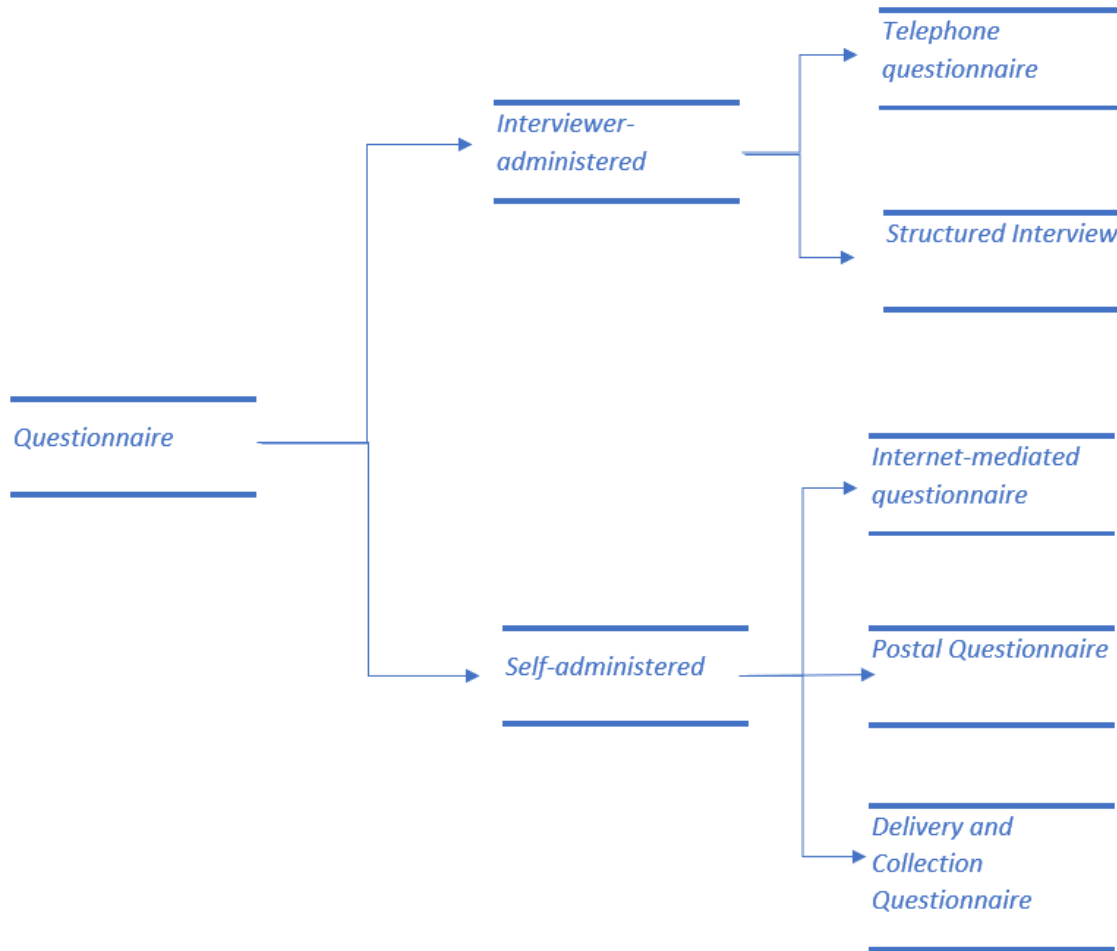 Telephone
questionnaire
Interviewer-
administered
Structured Interview
Questionnaire
Internet-mediated
questionnaire
Self-administered
Postal Questionnaire
Delivery and
Collection
Questionnaire